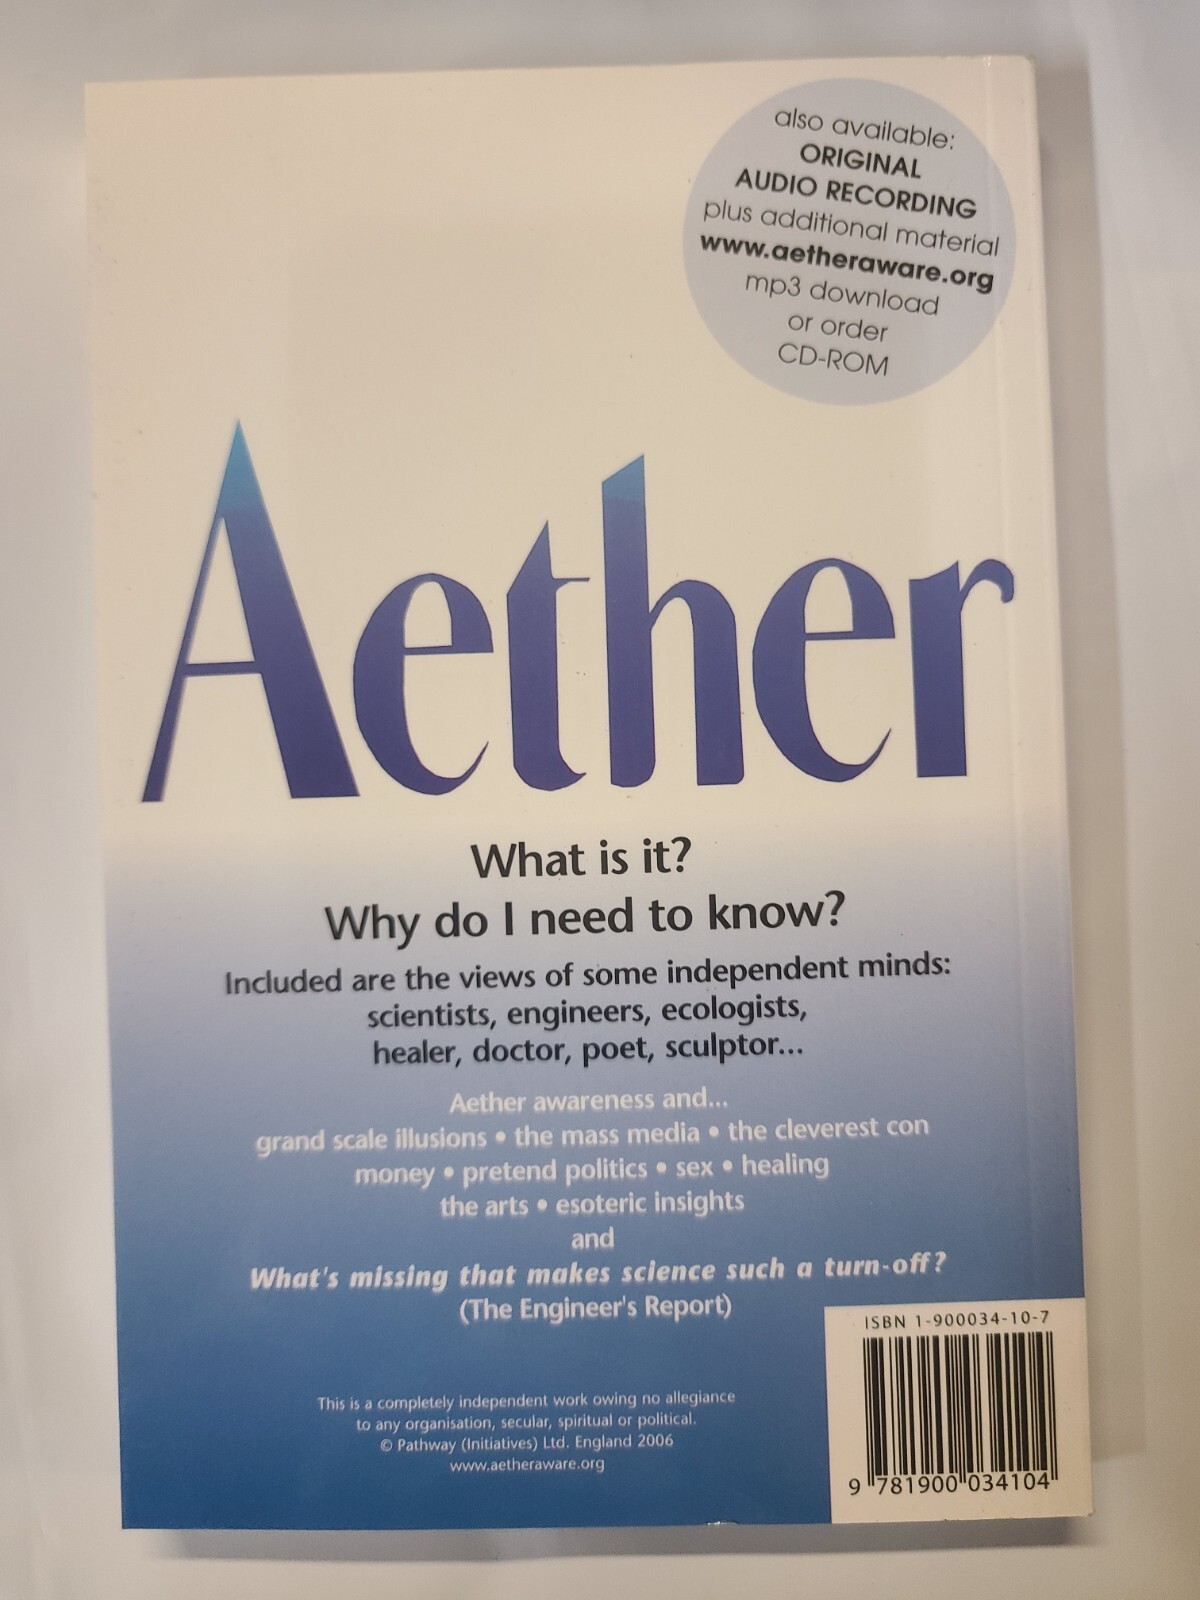 also available:
ORIGINAL
AUDIO RECORDING
plus additional material
www.aetheraware.org
mp3 download
or order
CD-ROM
Aether
What is it?
Why do I need to know?
Included are the views of some independent minds:
scientists, engineers, ecologists,
healer, doctor, poet, sculptor...
Aether awareness and...
grand scale illusions • the mass media • the cleverest con
money • pretend politics • sex • healing
the arts • esoteric insights
and
What's missing that makes science such a turn-off?
(The Engineer's Report)
This is a completely independent work owing no allegiance
to any organisation, secular, spiritual or political.
© Pathway (Initiatives) Ltd. England 2006
www.aetheraware.org
ISBN 1-900034-10-7
9 781900 034104